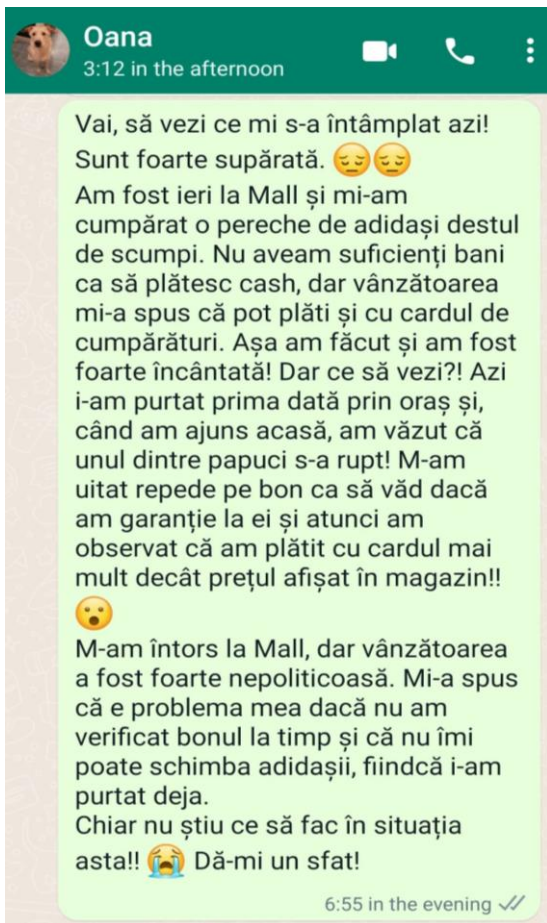 Oana
3:12 in the afternoon
Vai, să vezi ce mi s-a întâmplat azi!
Sunt foarte supărată. 😔😔
Am fost ieri la Mall și mi-am
cumpărat o pereche de adidași destul
de scumpi. Nu aveam suficienți bani
ca să plătesc cash, dar vânzătoarea
mi-a spus că pot plăti și cu cardul de
cumpărături. Așa am făcut și am fost
foarte încântată! Dar ce să vezi?! Azi
i-am purtat prima dată prin oraș și,
când am ajuns acasă, am văzut că
unul dintre papuci s-a rupt! M-am
uitat repede pe bon ca să văd dacă
am garanție la ei și atunci am
observat că am plătit cu cardul mai
mult decât prețul afișat în magazin!!
😮
M-am întors la Mall, dar vânzătoarea
a fost foarte nepoliticoasă. Mi-a spus
că e problema mea dacă nu am
verificat bonul la timp și că nu îmi
poate schimba adidașii, fiindcă i-am
purtat deja.
Chiar nu știu ce să fac în situația
asta!! 😭 Dă-mi un sfat!
6:55 in the evening